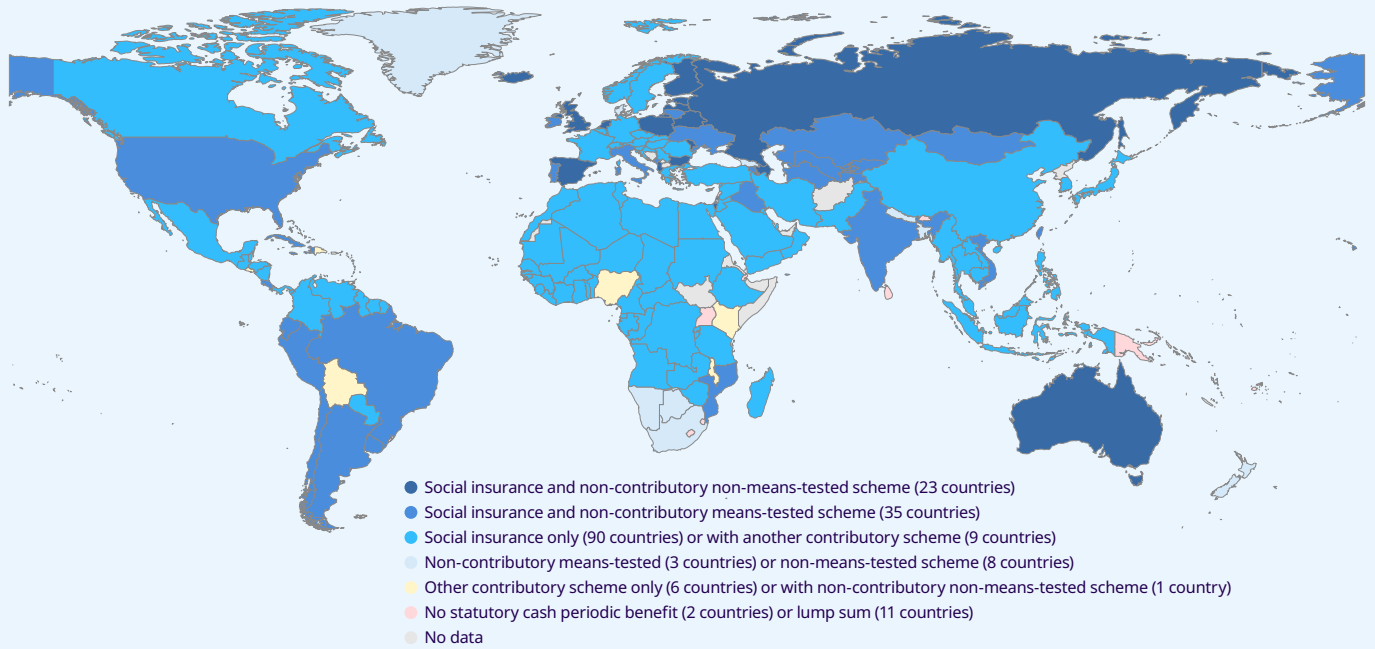 Social insurance and non-contributory non-means-tested scheme (23 countries)
Social insurance and non-contributory means-tested scheme (35 countries)
Social insurance only (90 countries) or with another contributory scheme (9 countries)
Non-contributory means-tested (3 countries) or non-means-tested scheme (8 countries)
Other contributory scheme only (6 countries) or with non-contributory non-means-tested scheme (1 country)
No statutory cash periodic benefit (2 countries) or lump sum (11 countries)
No data